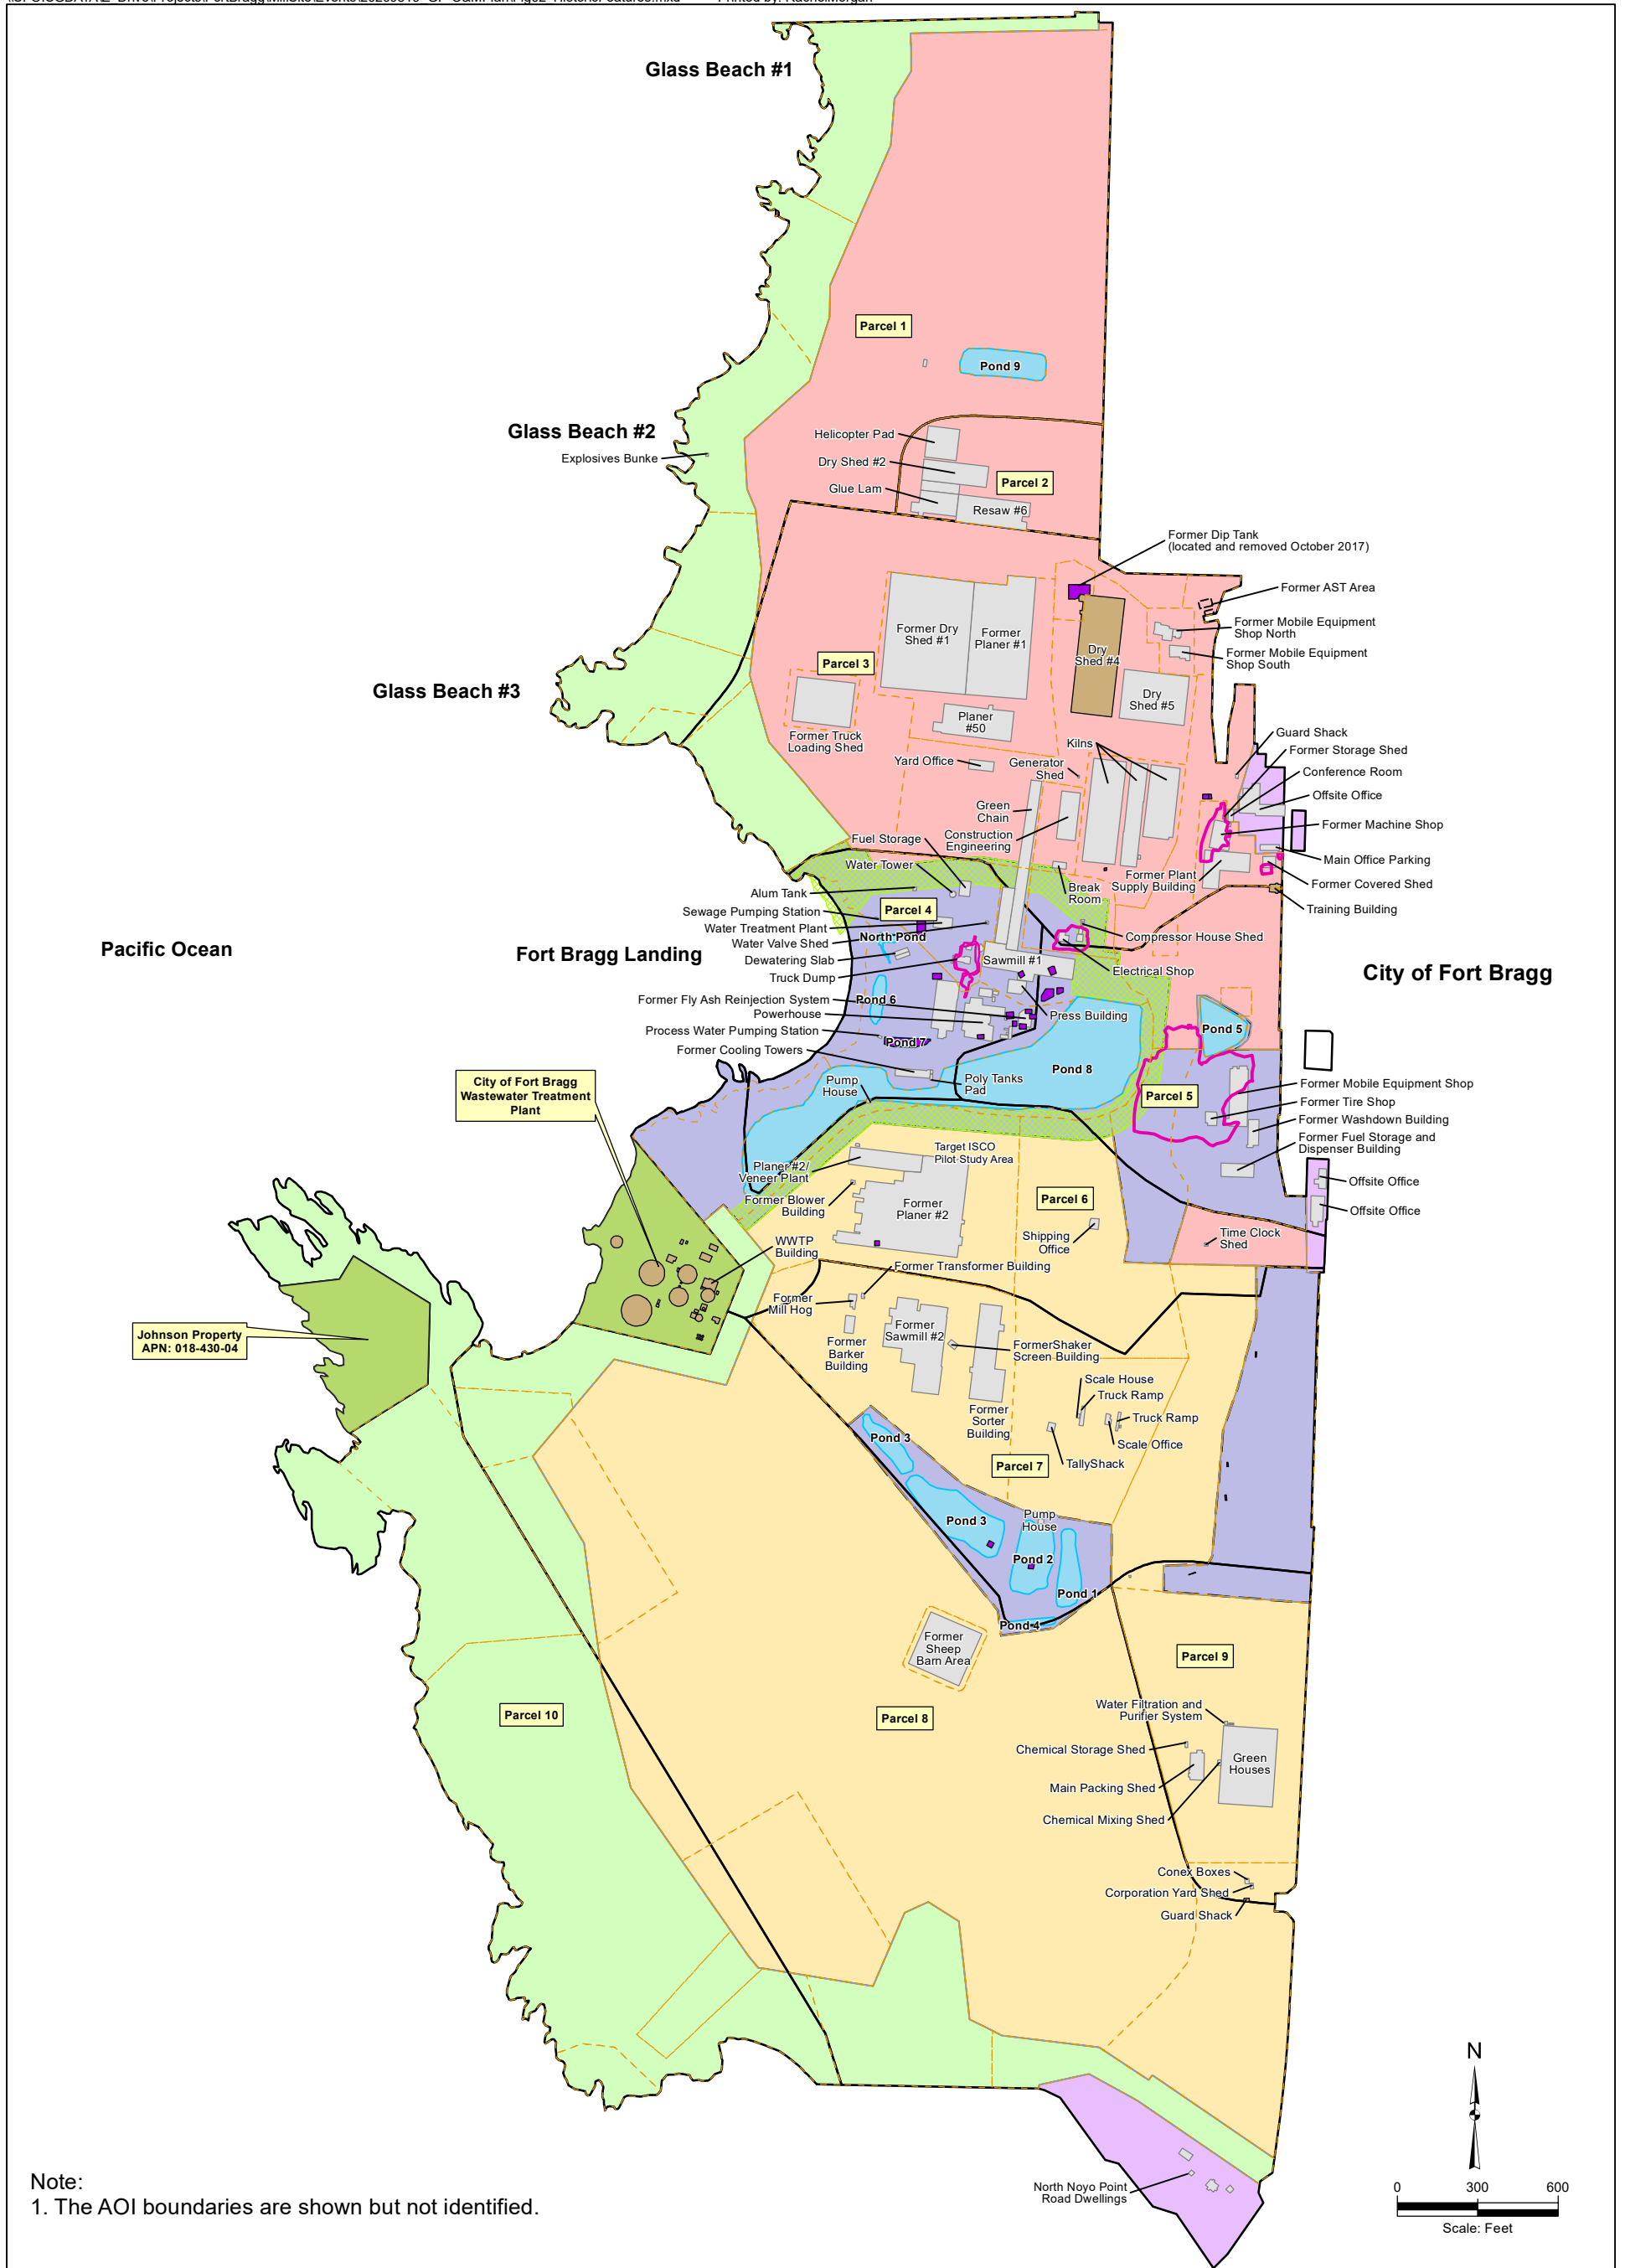 Glass Beach #1
Parcel 1
Pond 9
Glass Beach #2
Explosives Bunke
Helicopter Pad
Dry Shed #2
Glue Lam
Parcel 2
Resaw #6
Former Dip Tank
(located and removed October 2017)
Former AST Area
Former Mobile Equipment
Shop North
Former Mobile Equipment
Shop South
Former Dry
Shed #1
Former
Planer #1
Dry
Shed #4
Dry
Shed #5
Parcel 3
Glass Beach #3
Former Truck
Loading Shed
Planer
#50
Yard Office
Generator
Shed
Kilns
Green
Chain
Construction
Engineering
Guard Shack
Former Storage Shed
Conference Room
Offsite Office
Former Machine Shop
Main Office Parking
Former Covered Shed
Training Building
Former Plant
Supply Building
Break
Room
Fuel Storage
Water Tower
Alum Tank
Sewage Pumping Station
Water Treatment Plant
Water Valve Shed
Dewatering Slab
Truck Dump
Former Fly Ash Reinjection System
Powerhouse
Process Water Pumping Station
Former Cooling Towers
Parcel 4
North Pond
Sawmill #1
Compressor House Shed
Electrical Shop
Press Building
Pond 6
Pond 7
Pond 8
Pond 5
Poly Tanks
Pad
Pump
House
Pacific Ocean
Fort Bragg Landing
City of Fort Bragg
City of Fort Bragg
Wastewater Treatment
Plant
Parcel 5
Former Mobile Equipment Shop
Former Tire Shop
Former Washdown Building
Former Fuel Storage and
Dispenser Building
Offsite Office
Offsite Office
Time Clock
Shed
Target ISCO
Pilot Study Area
Planer #2/
Veneer Plant
Former Blower
Building
Former
Planer #2
Parcel 6
Shipping
Office
WWTP
Building
Former Transformer Building
Former
Mill Hog
Former
Barker
Building
Former
Sawmill #2
FormerShaker
Screen Building
Former
Sorter
Building
Scale House
Truck Ramp
Truck Ramp
Scale Office
TallyShack
Parcel 7
Johnson Property
APN: 018-430-04
Pond 3
Pond 3
Pump
House
Pond 2
Pond 1
Pond 4
Former
Sheep
Barn Area
Parcel 9
Parcel 10
Parcel 8
Water Filtration and
Purifier System
Chemical Storage Shed
Main Packing Shed
Chemical Mixing Shed
Green
Houses
Conex Boxes
Corporation Yard Shed
Guard Shack
North Noyo Point
Road Dwellings
N
0 300 600
Scale: Feet
Note:
1. The AOI boundaries are shown but not identified.